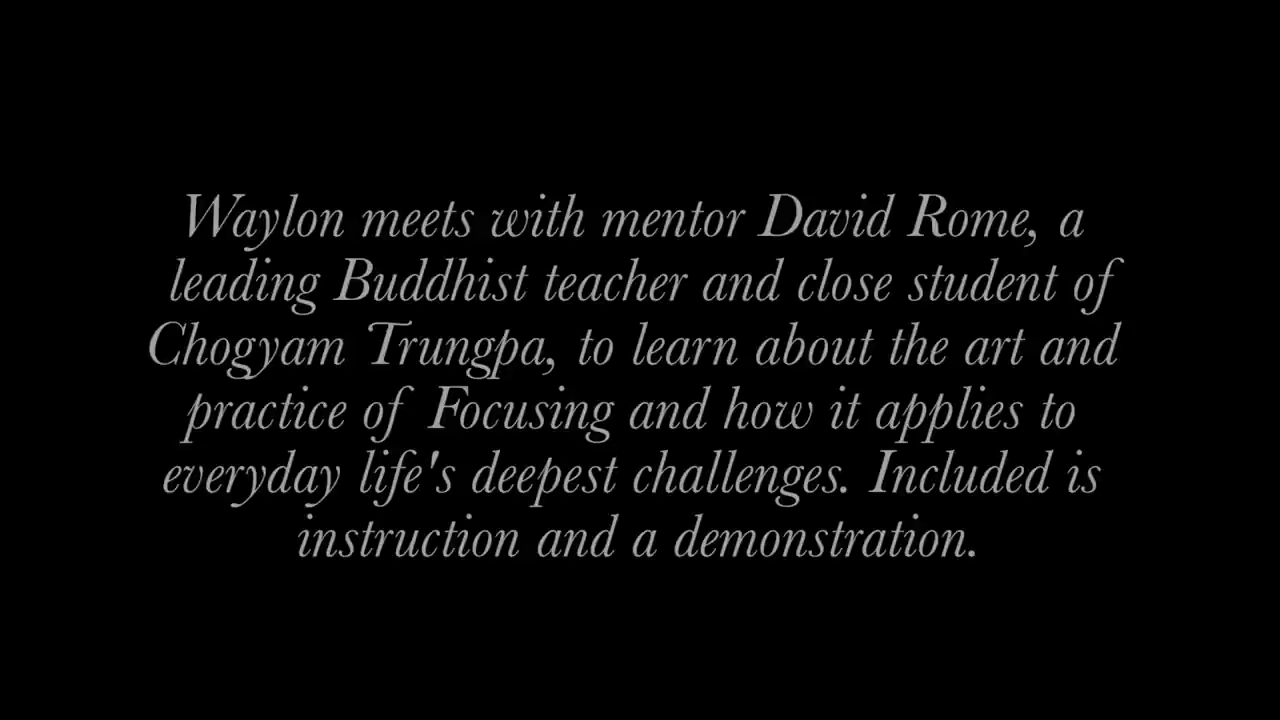 Waylon meets with mentor David Rome, a
leading Buddhist teacher and close student of
Chogyam Trungpa, to learn about the art and
practice of Focusing and how it applies to
everyday life's deepest challenges. Included is
instruction and a demonstration.